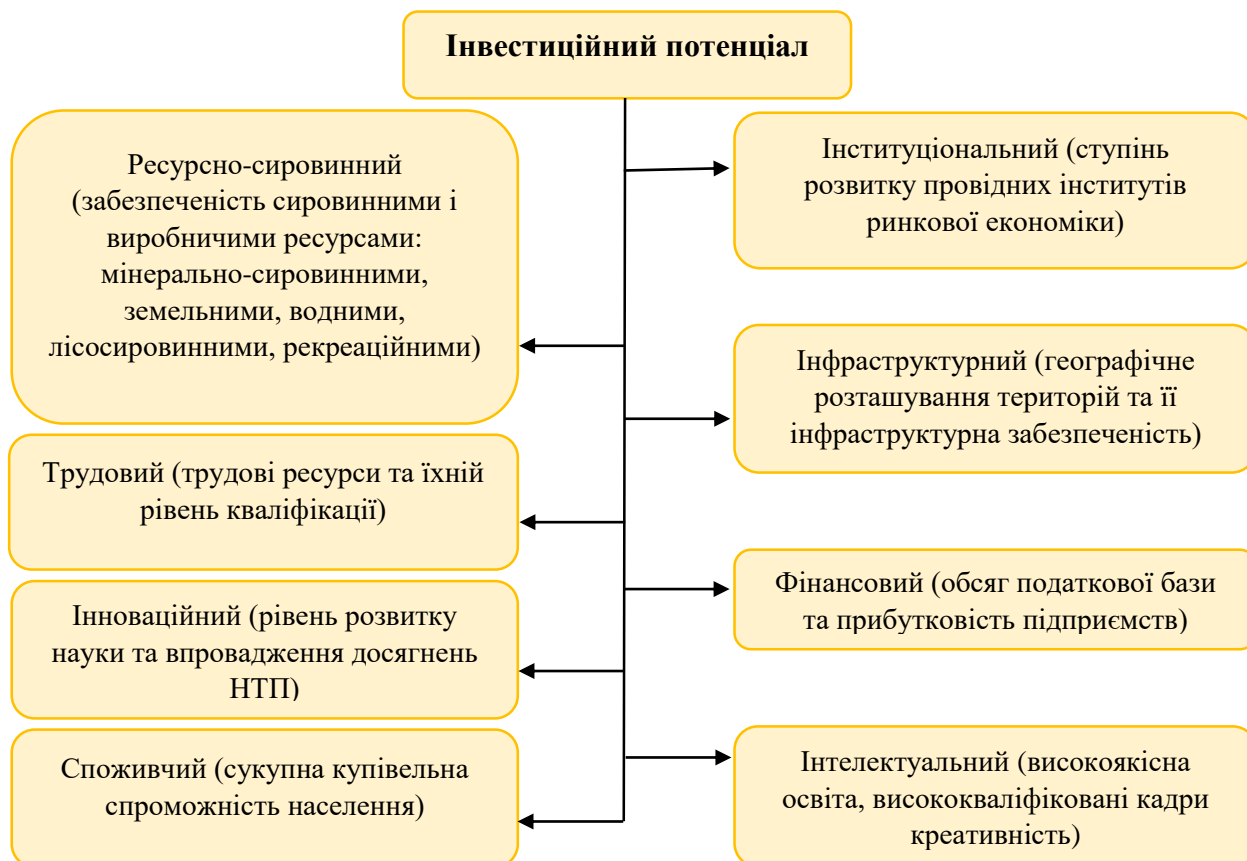 Інвестиційний потенціал
Ресурсно-сировинний
(забезпеченість сировинними і
виробничими ресурсами:
мінерально-сировинними,
земельними, водними,
лісосировинними, рекреаційними)
Трудовий (трудові ресурси та їхній
рівень кваліфікації)
Інноваційний (рівень розвитку
науки та впровадження досягнень
НТП)
Споживчий (сукупна купівельна
спроможність населення)
Інституціональний (ступінь
розвитку провідних інститутів
ринкової економіки)
Інфраструктурний (географічне
розташування територій та її
інфраструктурна забезпеченість)
Фінансовий (обсяг податкової бази
та прибутковість підприємств)
Інтелектуальний (високоякісна
освіта, висококваліфіковані кадри
креативність)